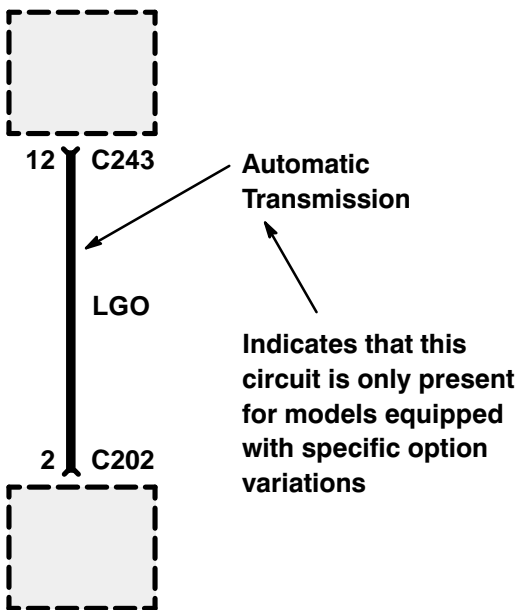 12 C243
Automatic
Transmission
LGO
Indicates that this
circuit is only present
for models equipped
with specific option
variations
2 C202